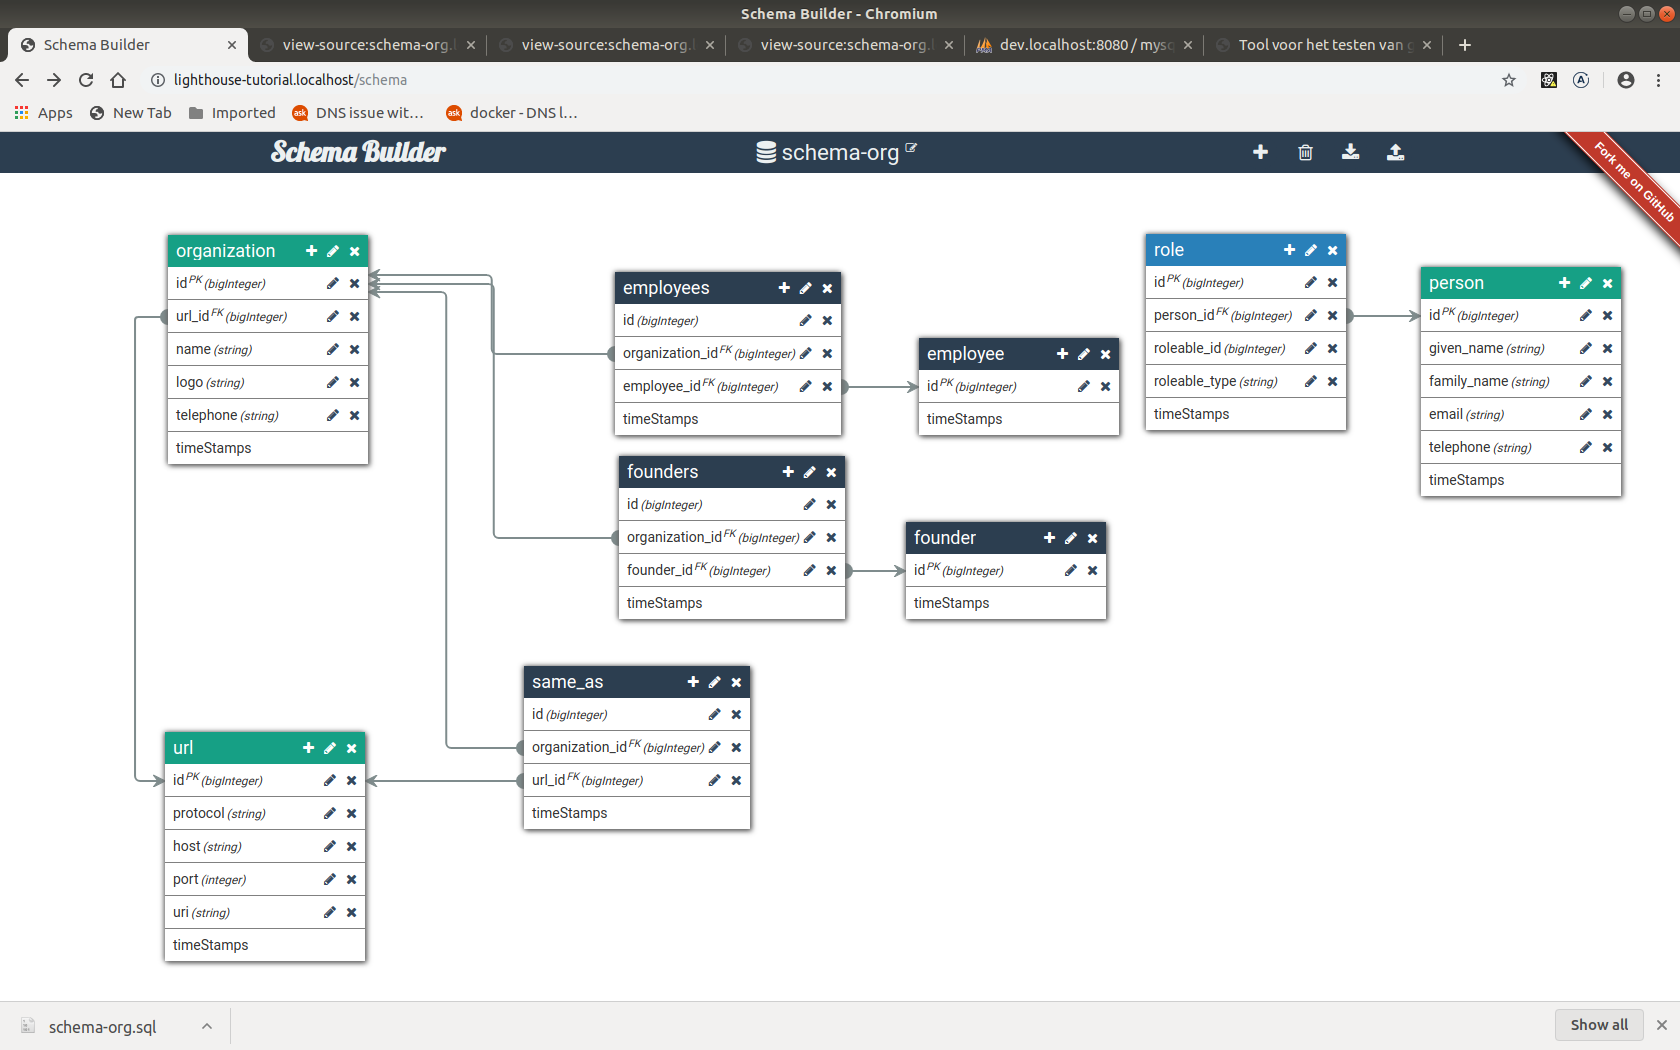 Schema Builder - Chromium
Schema Builder
view-source:schema-org.l
view-source:schema-org.l
view-source:schema-org.l
dev.localhost:8080 / mysq
Tool voor het testen van g
lighthouse-tutorial.localhost/schema
Apps
New Tab
Imported
DNS issue wit...
docker - DNS l...
Schema Builder
schema-org
Fork me on GitHub
organization
id PK (bigInteger)
url_id FK (bigInteger)
name (string)
logo (string)
telephone (string)
timeStamps
employees
id (bigInteger)
organization_id FK (bigInteger)
employee_id FK (bigInteger)
timeStamps
employee
id PK (bigInteger)
timeStamps
role
id PK (bigInteger)
person_id FK (bigInteger)
roleable_id (bigInteger)
roleable_type (string)
timeStamps
person
id PK (bigInteger)
given_name (string)
family_name (string)
email (string)
telephone (string)
timeStamps
founders
id (bigInteger)
organization_id FK (bigInteger)
founder_id FK (bigInteger)
timeStamps
founder
id PK (bigInteger)
timeStamps
same_as
id (bigInteger)
organization_id FK (bigInteger)
url_id FK (bigInteger)
timeStamps
url
id PK (bigInteger)
protocol (string)
host (string)
port (integer)
uri (string)
timeStamps
schema-org.sql
Show all